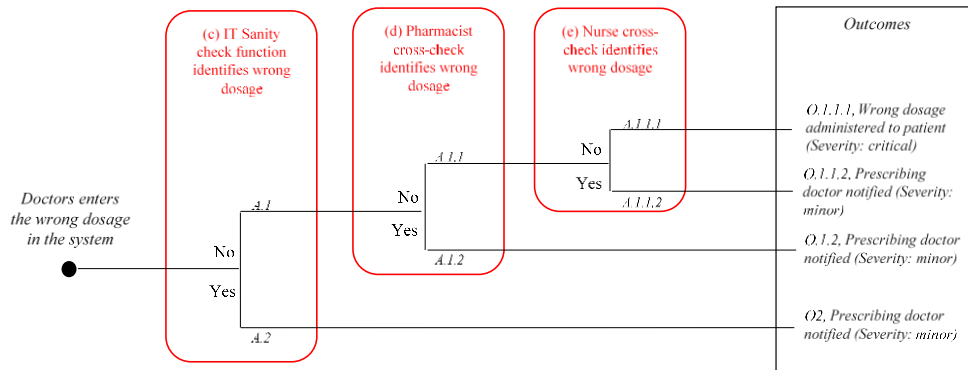 (c) IT Sanity
check function
identifies wrong
dosage
(d) Pharmacist
cross-check
identifies wrong
dosage
(e) Nurse cross-
check identifies
wrong dosage
Outcomes
Doctors enters
the wrong dosage
in the system
No
Yes
A.1
A.2
No
Yes
A.1.1
A.1.2
No
Yes
A.1.1.1
A.1.1.2
O.1.1.1, Wrong dosage
administered to patient
(Severity: critical)
O.1.1.2, Prescribing
doctor notified (Severity:
minor)
O.1.2, Prescribing doctor
notified (Severity: minor)
O2, Prescribing doctor
notified (Severity: minor)